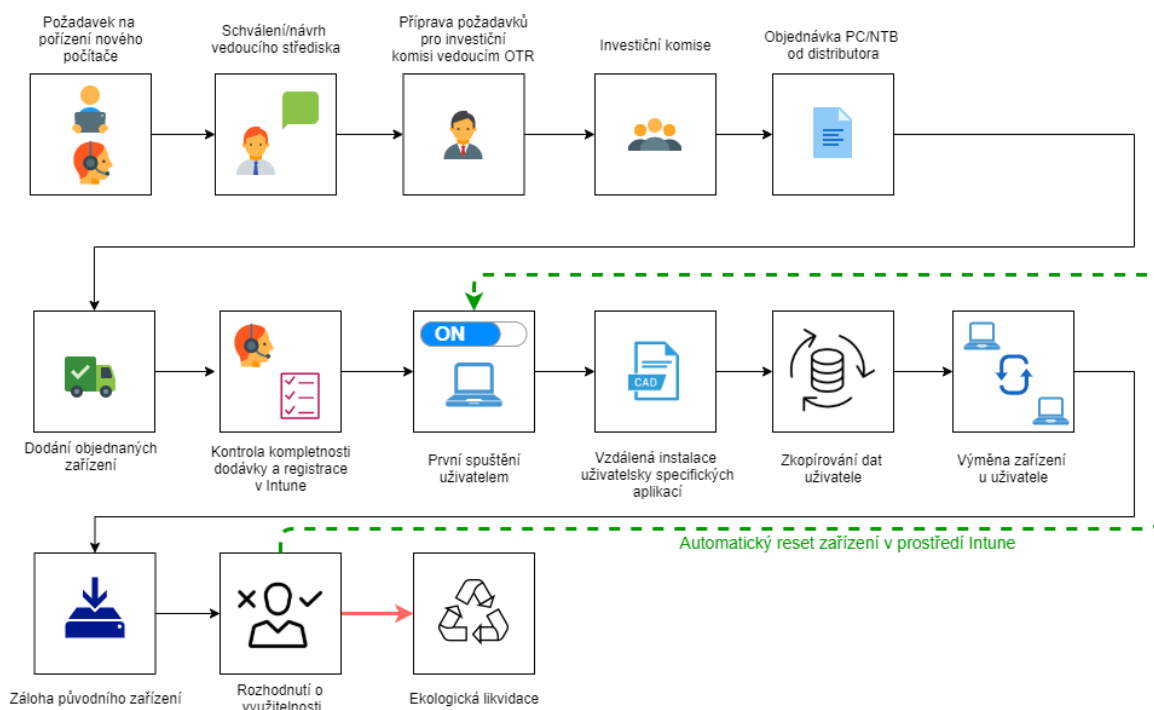 Požadavek na
pořízení nového
počítače
Schválení/návrh
vedoucího střediska
Příprava požadavků
pro investiční
komisi vedoucím OTR
Investiční komise
Objednávka PC/NTB
od distributora
ON
CAD
Dodání objednaných
zařízení
Kontrola kompletnosti
dodávky a registrace
v Intune
První spuštění
uživatelem
Vzdálená instalace
uživatelsky specifických
aplikací
Zkopírování dat
uživatele
Výměna zařízení
u uživatele
Automatický reset zařízení v prostředí Intune
Záloha původního zařízení
Rozhodnutí o
využitelnosti
Ekologická likvidace